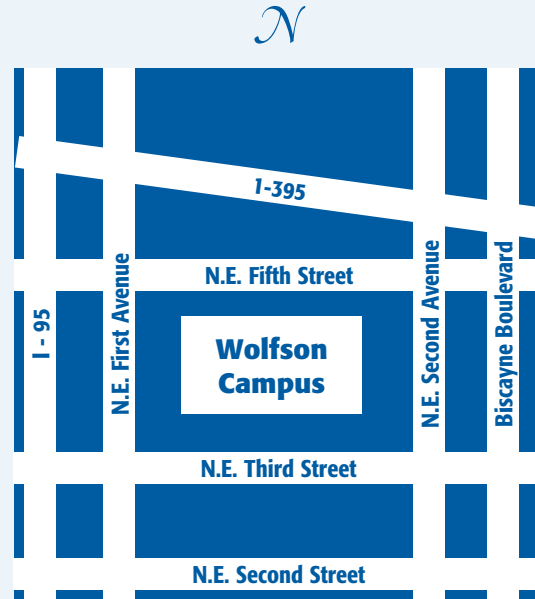 N
I-395
N.E. Fifth Street
I - 95
N.E. First Avenue
Wolfson
Campus
N.E. Second Avenue
Biscayne Boulevard
N.E. Third Street
N.E. Second Street